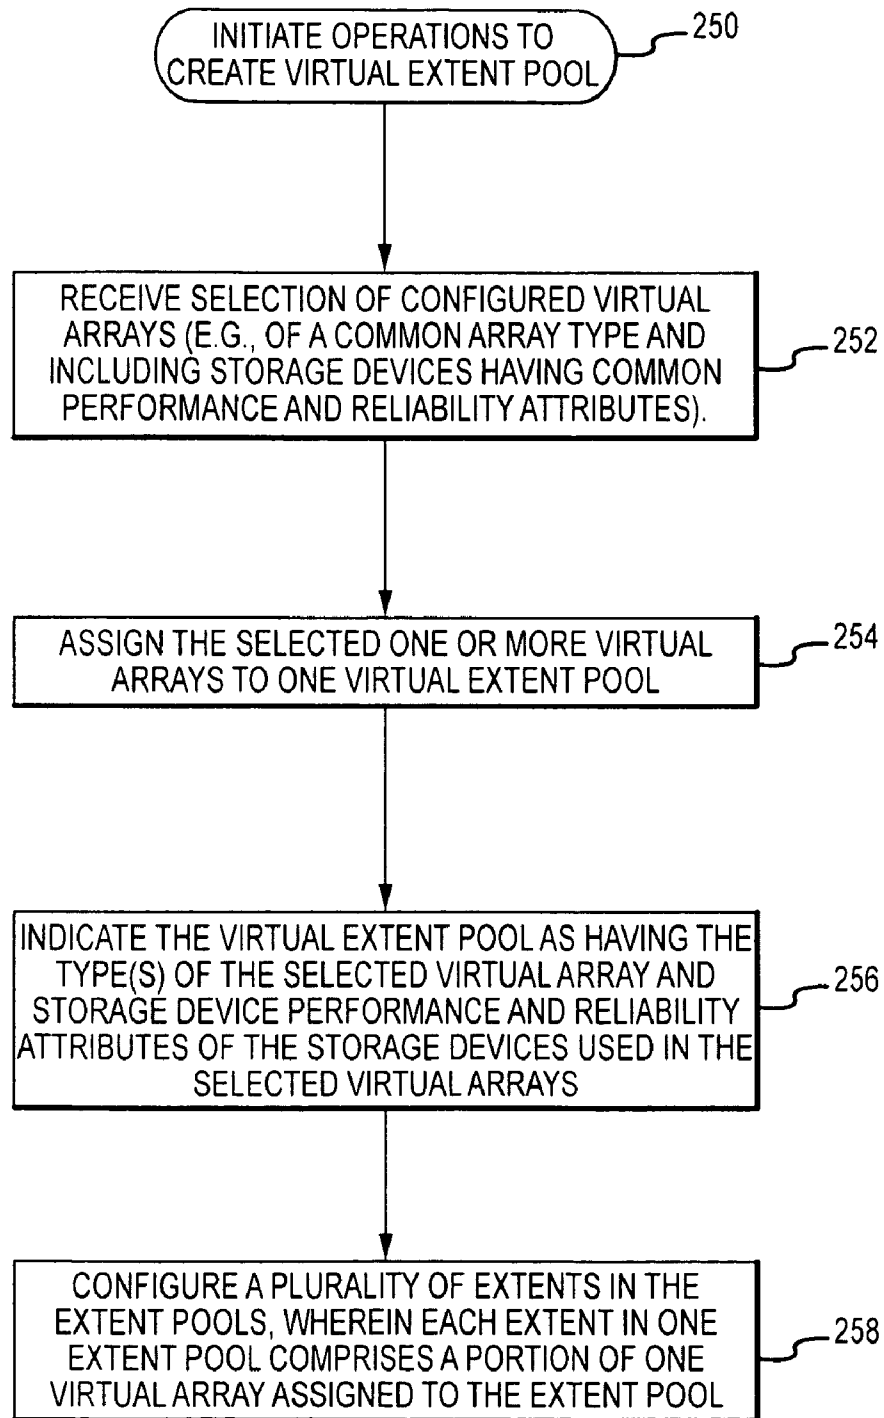 INITIATE OPERATIONS TO
CREATE VIRTUAL EXTENT POOL
250
RECEIVE SELECTION OF CONFIGURED VIRTUAL
ARRAYS (E.G., OF A COMMON ARRAY TYPE AND
INCLUDING STORAGE DEVICES HAVING COMMON
PERFORMANCE AND RELIABILITY ATTRIBUTES).
252
ASSIGN THE SELECTED ONE OR MORE VIRTUAL
ARRAYS TO ONE VIRTUAL EXTENT POOL
254
INDICATE THE VIRTUAL EXTENT POOL AS HAVING THE
TYPE(S) OF THE SELECTED VIRTUAL ARRAY AND
STORAGE DEVICE PERFORMANCE AND RELIABILITY
ATTRIBUTES OF THE STORAGE DEVICES USED IN THE
SELECTED VIRTUAL ARRAYS
256
CONFIGURE A PLURALITY OF EXTENTS IN THE
EXTENT POOLS, WHEREIN EACH EXTENT IN ONE
EXTENT POOL COMPRISES A PORTION OF ONE
VIRTUAL ARRAY ASSIGNED TO THE EXTENT POOL
258